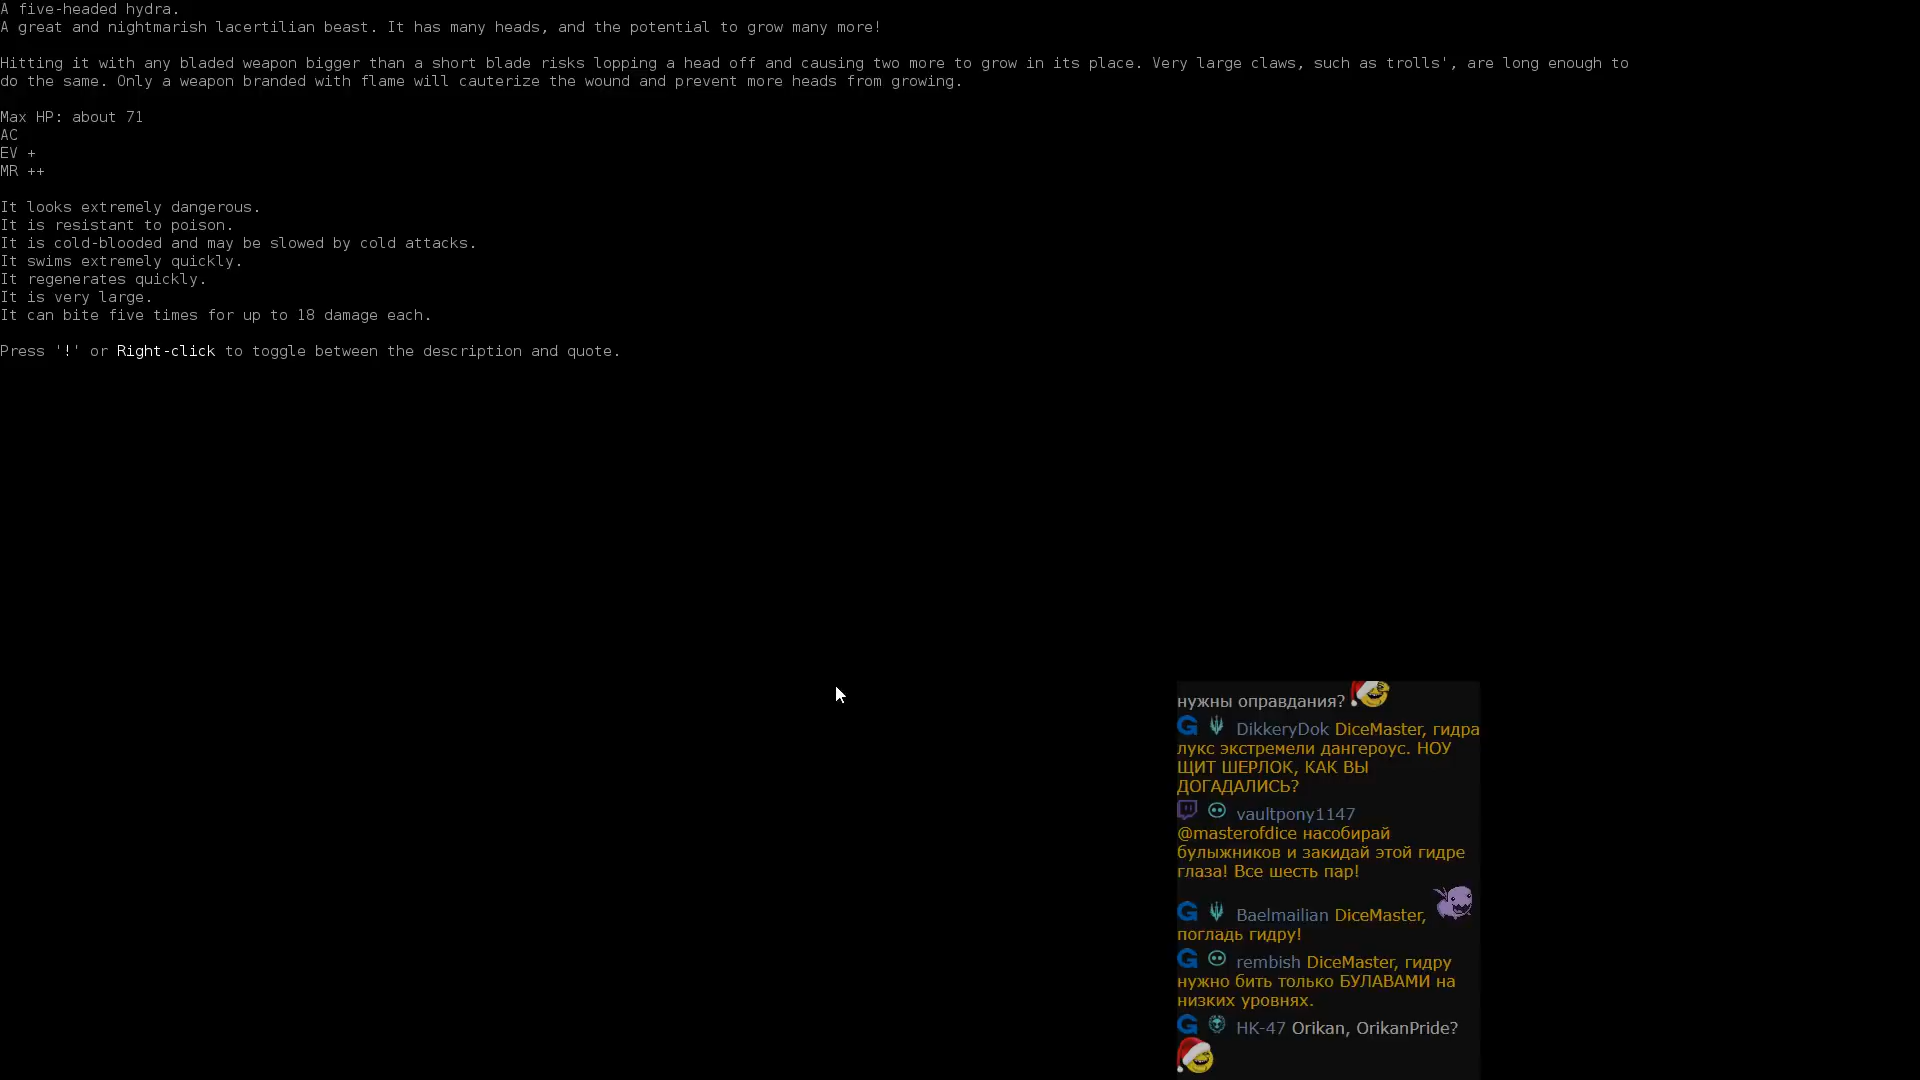 A five-headed hydra.
A great and nightmarish lacertilian beast. It has many heads, and the potential to grow many more!
Hitting it with any bladed weapon bigger than a short blade risks lopping a head off and causing two more to grow in its place. Very large claws, such as trolls', are long enough to
do the same. Only a weapon branded with flame will cauterize the wound and prevent more heads from growing.
Max HP: about 71
AC
EV +
MR ++
It looks extremely dangerous.
It is resistant to poison.
It is cold-blooded and may be slowed by cold attacks.
It swims extremely quickly.
It regenerates quickly.
It is very large.
It can bite five times for up to 18 damage each.
Press '!' or Right-click to toggle between the description and quote.
нужны оправдания?
DikkeryDok DiceMaster, гидра
лукс экстремели дангероус. НОУ
ЩИТ ШЕРЛОК, КАК ВЫ
ДОГАДАЛИСЬ?
vaultpony1147
@masterofdice насобирай
булыжников и закидай этой гидре
глаза! Все шесть пар!
Baelmailian DiceMaster,
погладь гидру!
rembish DiceMaster, гидру
нужно бить только БУЛАВАМИ на
низких уровнях.
HK-47 Orikan, OrikanPride?